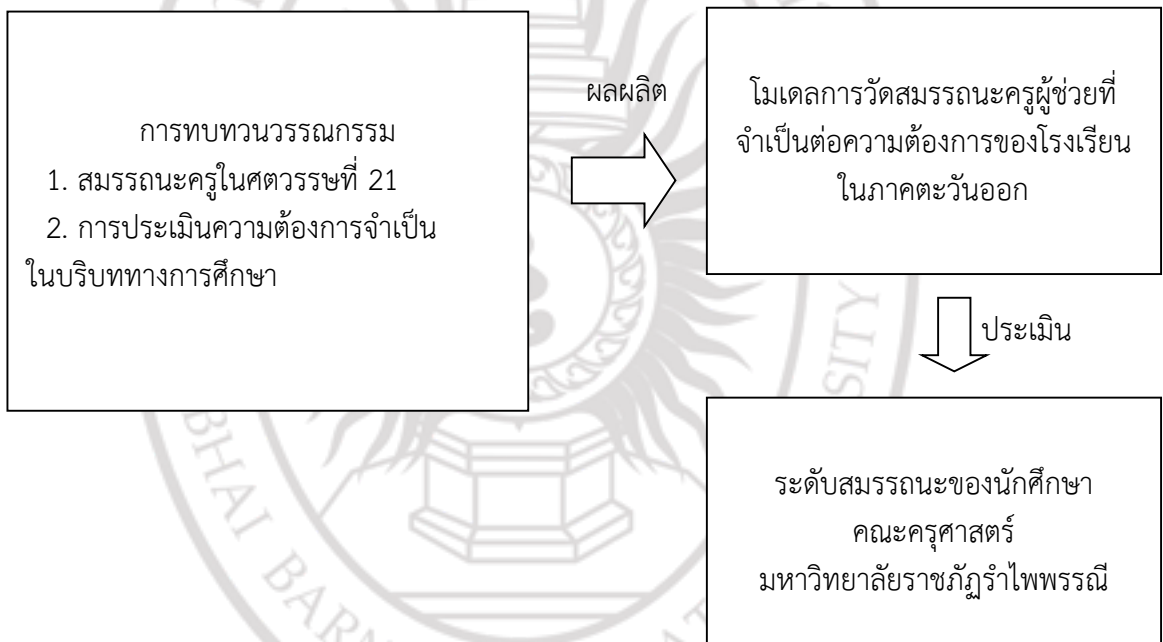 การทบทวนวรรณกรรม
1. สมรรถนะครูในศตวรรษที่ 21
2. การประเมินความต้องการจำเป็น
ในบริบททางการศึกษา
ผลผลิต
โมเดลการวัดสมรรถนะครูผู้ช่วยที่
จำเป็นต่อความต้องการของโรงเรียน
ในภาคตะวันออก
ประเมิน
ระดับสมรรถนะของนักศึกษา
คณะครุศาสตร์
มหาวิทยาลัยราชภัฏรำไพพรรณี